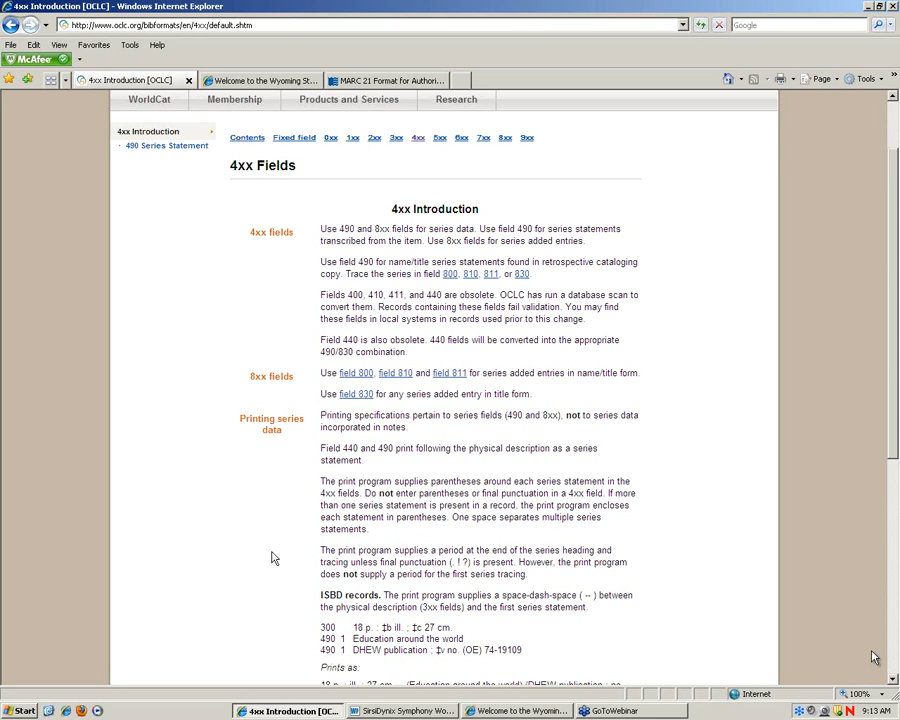 4xx Introduction [OCLC] - Windows Internet Explorer
http://www.oclc.org/bibformats/en/4xx/default.shtm
Google
File Edit View Favorites Tools Help
McAfee
4xx Introduction [OCLC] Welcome to the Wyoming St... MARC 21 Format for Authori... Page Tools
WorldCat Membership Products and Services Research
4xx Introduction
490 Series Statement
Contents Fixed field 0xx 1xx 2xx 3xx 4xx 5xx 6xx 7xx 8xx 9xx
4xx Fields
4xx Introduction
4xx fields
Use 490 and 8xx fields for series data. Use field 490 for series statements
transcribed from the item. Use 8xx fields for series added entries.
Use field 490 for name/title series statements found in retrospective cataloging
copy. Trace the series in field 800, 810, 811, or 830.
Fields 400, 410, 411, and 440 are obsolete. OCLC has run a database scan to
convert them. Records containing these fields fail validation. You may find
these fields in local systems in records used prior to this change.
Field 440 is also obsolete. 440 fields will be converted into the appropriate
490/830 combination.
8xx fields
Use field 800, field 810 and field 811 for series added entries in name/title form.
Use field 830 for any series added entry in title form.
Printing series
data
Printing specifications pertain to series fields (490 and 8xx), not to series data
incorporated in notes.
Field 440 and 490 print following the physical description as a series
statement.
The print program supplies parentheses around each series statement in the
4xx fields. Do not enter parentheses or final punctuation in a 4xx field. If more
than one series statement is present in a record, the print program encloses
each statement in parentheses. One space separates multiple series
statements.
The print program supplies a period at the end of the series heading and
tracing unless final punctuation (. ! ?) is present. However, the print program
does not supply a period for the first series tracing.
ISBD records. The print program supplies a space-dash-space ( -- ) between
the physical description (3xx fields) and the first series statement.
300 18 p. : ‡b ill. ; ‡c 27 cm.
490 1 Education around the world
490 1 DHEW publication ; ‡v no. (OE) 74-19109
Prints as:
18 p. : ill. ; 27 cm. -- (Education around the world) (DHEW publication ; no.
Internet 100%
Start 4xx Introduction [OC... SirsiDynix Symphony Wo... Welcome to the Wyomin... GoToWebinar 9:13 AM